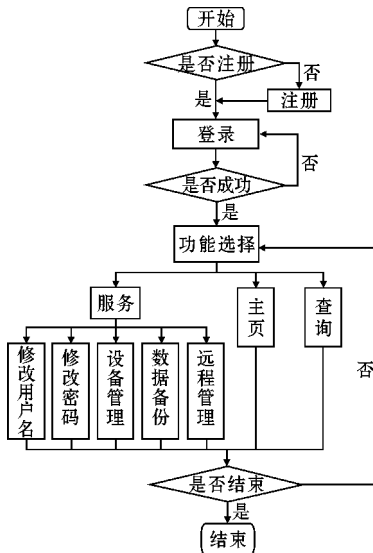 开始
是否注册
否
是
注册
登录
否
是否成功
是
功能选择
服务
主页
查询
修改用户名
修改密码
设备管理
数据备份
远程管理
否
是否结束
是
结束